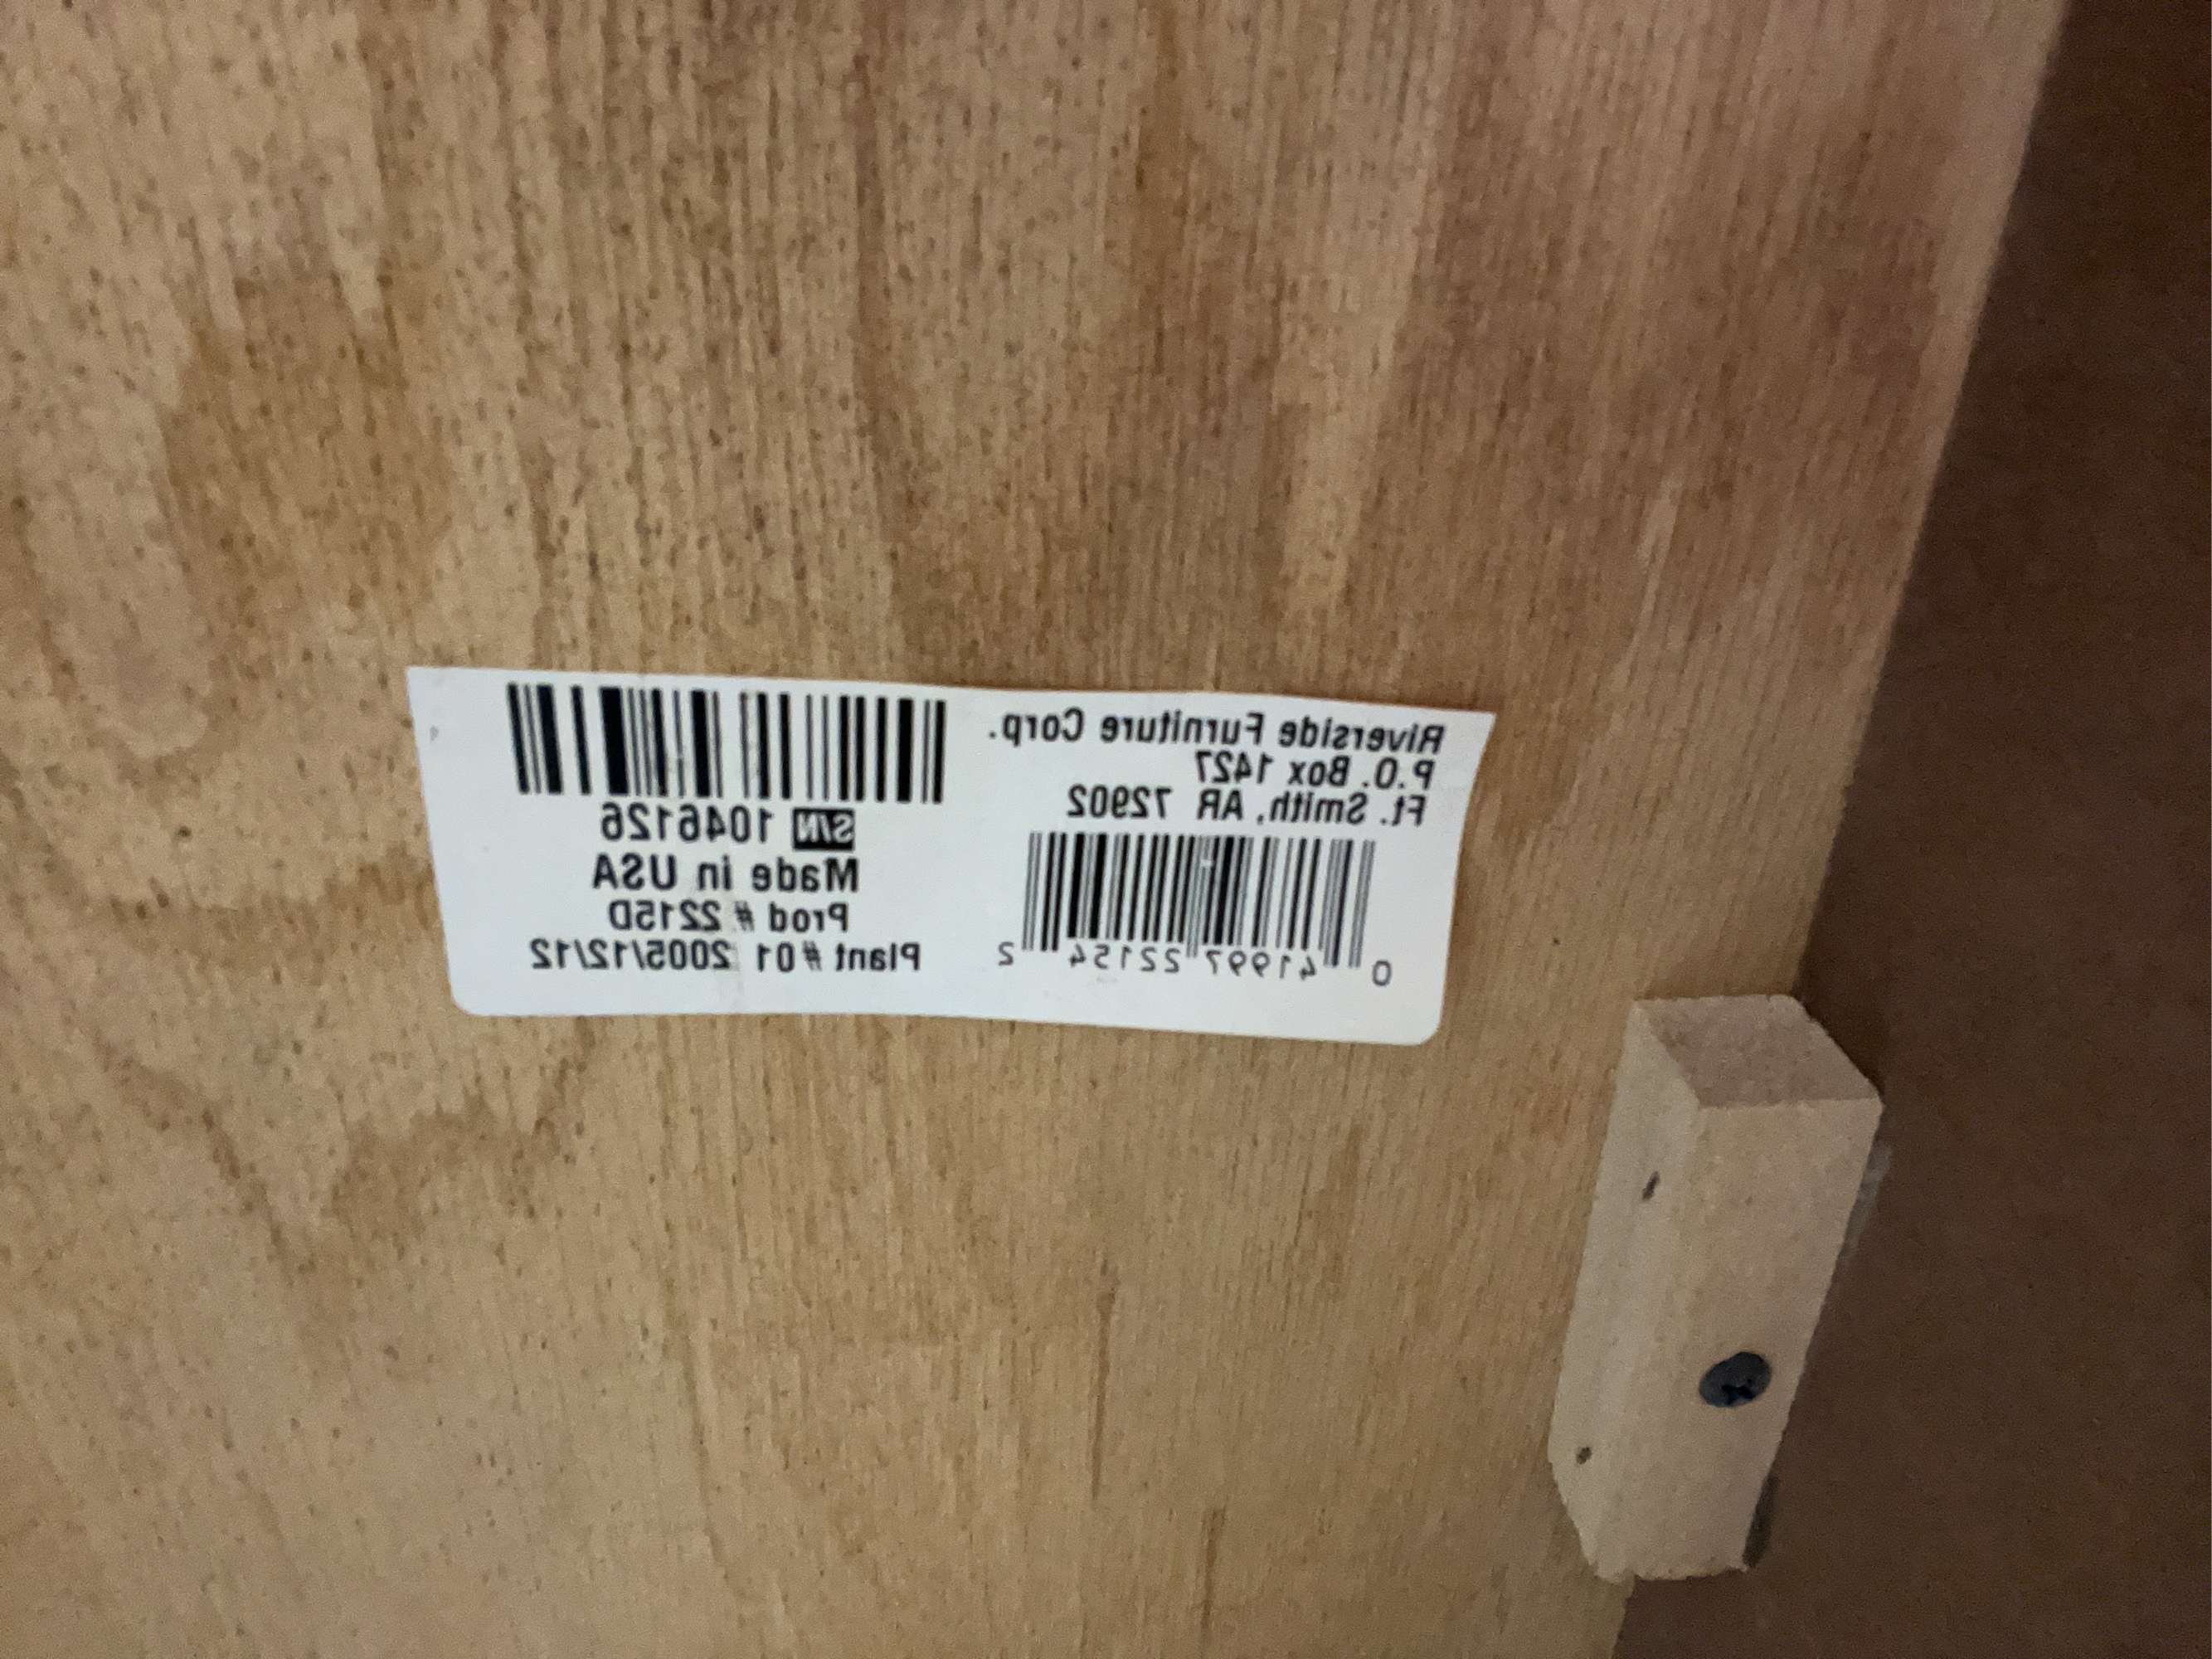 Riverside Furniture Corp.
P.O. Box 1427
Ft. Smith, AR 72902
0 41997 22154 2
S/N 1046126
Made in USA
Prod # 2215D
Plant # 01 2005/12/12